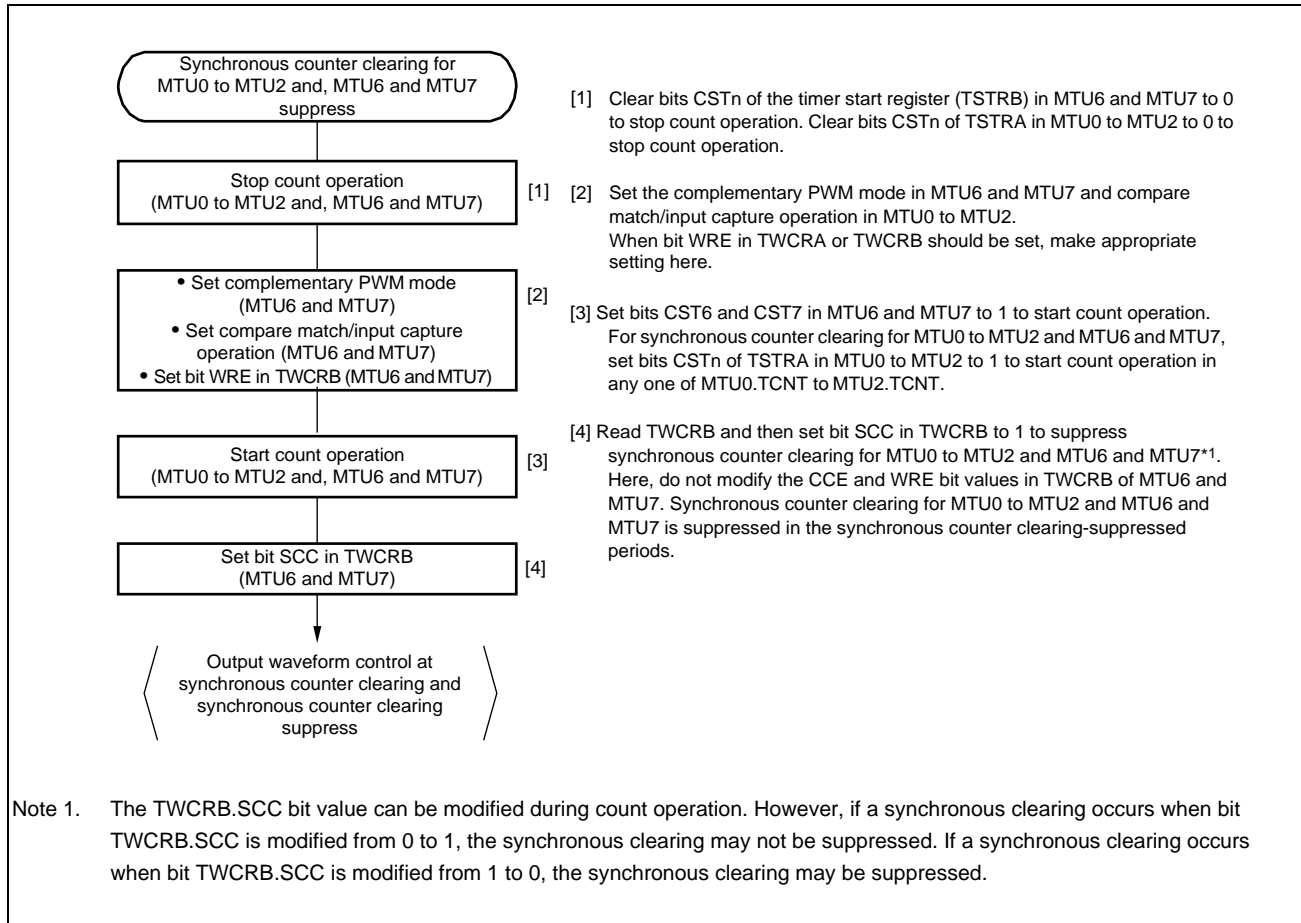 Synchronous counter clearing for
MTU0 to MTU2 and, MTU6 and MTU7
suppress
Stop count operation
(MTU0 to MTU2 and, MTU6 and MTU7)
[1]
• Set complementary PWM mode
(MTU6 and MTU7)
• Set compare match/input capture
operation (MTU6 and MTU7)
• Set bit WRE in TWCRB (MTU6 and MTU7)
[2]
Start count operation
(MTU0 to MTU2 and, MTU6 and MTU7)
[3]
Set bit SCC in TWCRB
(MTU6 and MTU7)
[4]
Output waveform control at
synchronous counter clearing and
synchronous counter clearing
suppress
[1] Clear bits CSTn of the timer start register (TSTRB) in MTU6 and MTU7 to 0
to stop count operation. Clear bits CSTn of TSTRA in MTU0 to MTU2 to 0 to
stop count operation.
[2] Set the complementary PWM mode in MTU6 and MTU7 and compare
match/input capture operation in MTU0 to MTU2.
When bit WRE in TWCRA or TWCRB should be set, make appropriate
setting here.
[3] Set bits CST6 and CST7 in MTU6 and MTU7 to 1 to start count operation.
For synchronous counter clearing for MTU0 to MTU2 and MTU6 and MTU7,
set bits CSTn of TSTRA in MTU0 to MTU2 to 1 to start count operation in
any one of MTU0.TCNT to MTU2.TCNT.
[4] Read TWCRB and then set bit SCC in TWCRB to 1 to suppress
synchronous counter clearing for MTU0 to MTU2 and MTU6 and MTU7*1.
Here, do not modify the CCE and WRE bit values in TWCRB of MTU6 and
MTU7. Synchronous counter clearing for MTU0 to MTU2 and MTU6 and
MTU7 is suppressed in the synchronous counter clearing-suppressed
periods.
Note 1. The TWCRB.SCC bit value can be modified during count operation. However, if a synchronous clearing occurs when bit
TWCRB.SCC is modified from 0 to 1, the synchronous clearing may not be suppressed. If a synchronous clearing occurs
when bit TWCRB.SCC is modified from 1 to 0, the synchronous clearing may be suppressed.